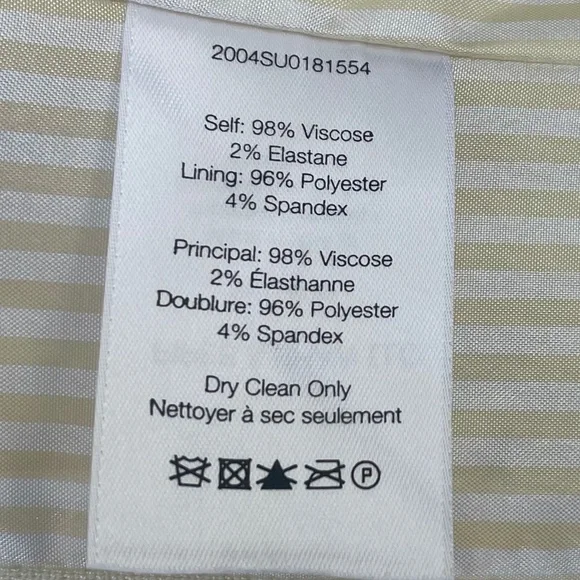 2004SU0181554
Self: 98% Viscose
2% Elastane
Lining: 96% Polyester
4% Spandex
Principal: 98% Viscose
2% Élasthanne
Doublure: 96% Polyester
4% Spandex
Dry Clean Only
Nettoyer à sec seulement
P